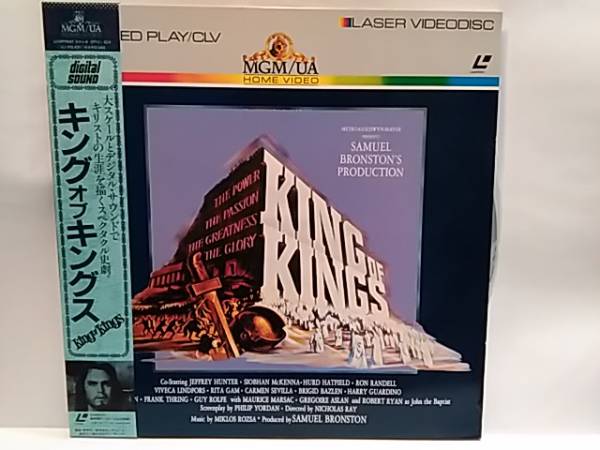 MGM/UA
digital
SOUND
大スケールとデジタル・サウンドで
キリストの生涯を描くスペクタクル史劇。
キング オブ キングス
King of Kings
ED PLAY/CLV
LASER VIDEODISC
MGM/UA
HOME VIDEO
METRO-GOLDWYN-MAYER
SAMUEL
BRONSTON'S
PRODUCTION
THE POWER
THE PASSION
THE GREATNESS
THE GLORY
KING
OF
KINGS
Co-Starring JEFFREY HUNTER · SIOBHAN McKENNA · HURD HATFIELD · RON RANDELL
VIVECA LINDFORS · RITA GAM · CARMEN SEVILLA · BRIGID BAZLEN · HARRY GUARDINO
N · FRANK THRING · GUY ROLFE with MAURICE MARSAC · GREGOIRE ASLAN and ROBERT RYAN as John the Baptist
Screenplay by PHILIP YORDAN · Directed by NICHOLAS RAY
Music by MIKLOS ROZSA * Produced by SAMUEL BRONSTON